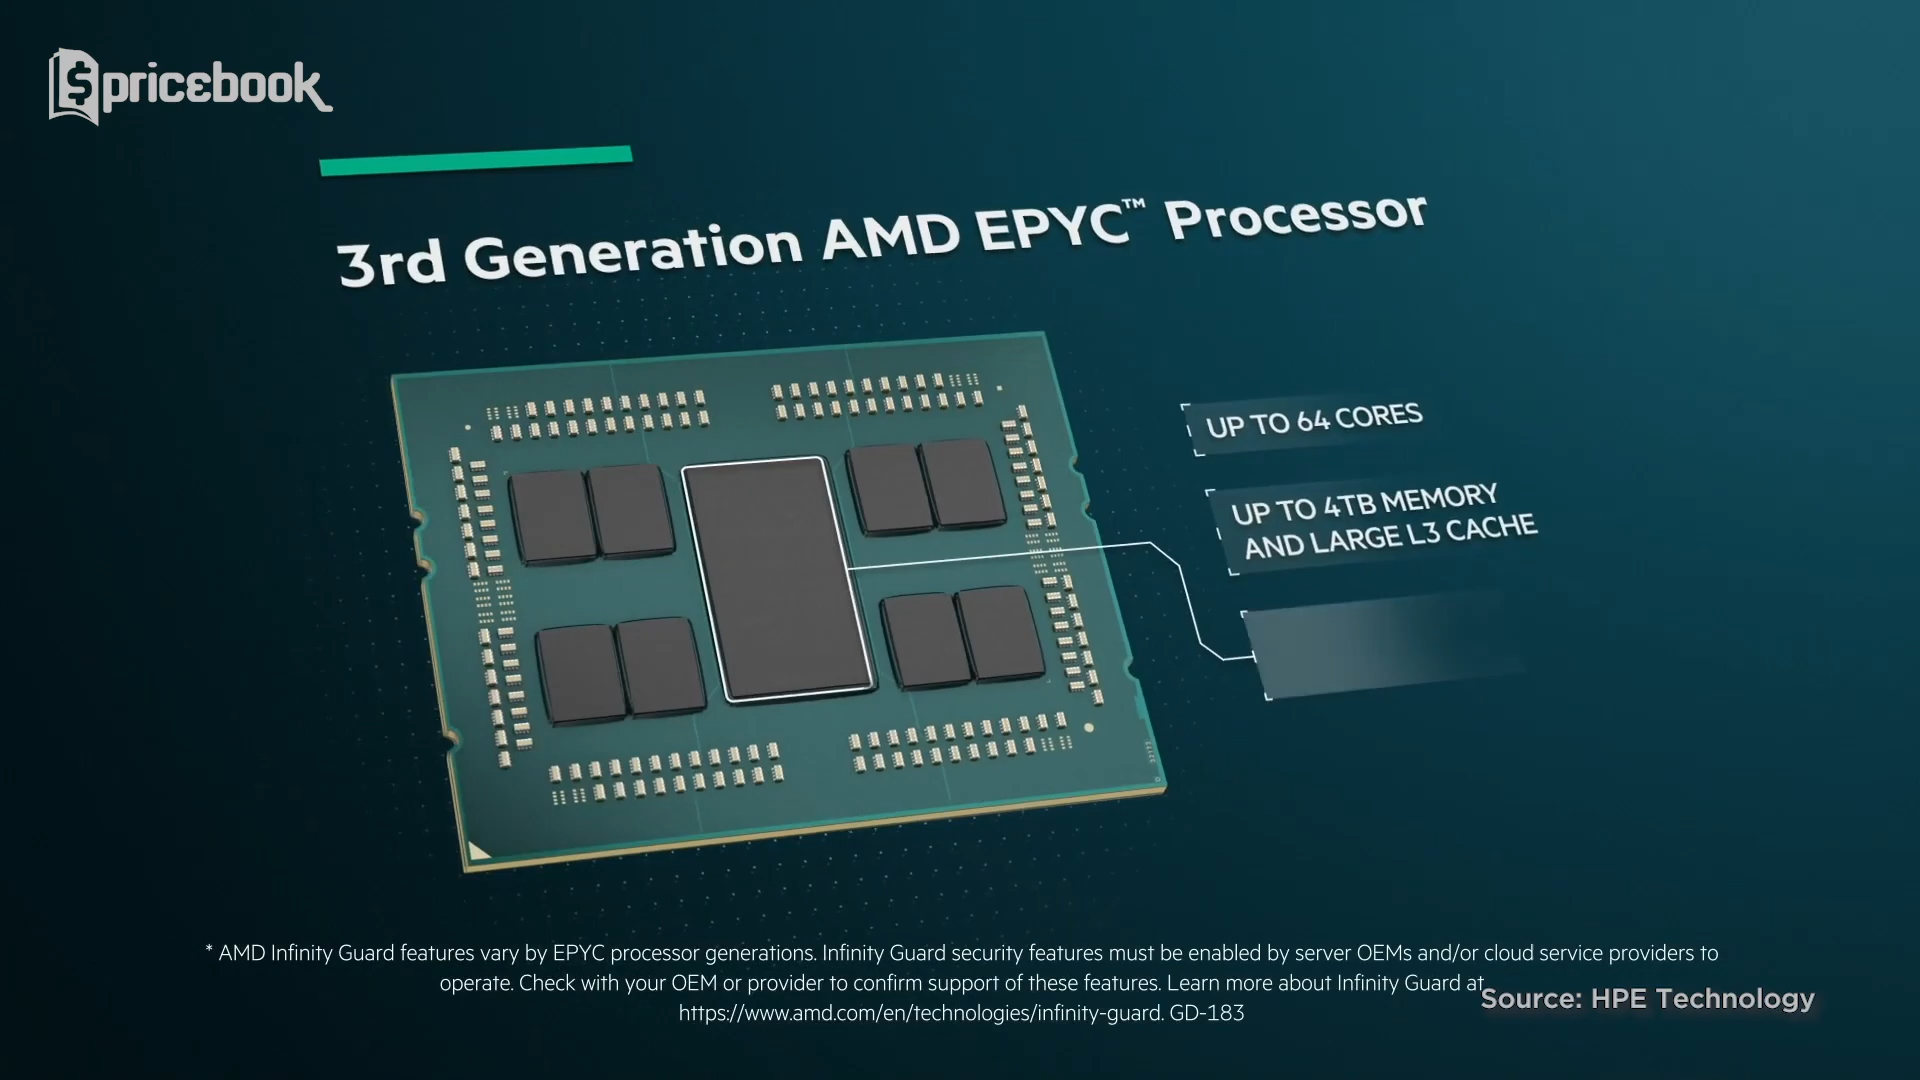 pricebook
3rd Generation AMD EPYC™ Processor
UP TO 64 CORES
UP TO 4TB MEMORY
AND LARGE L3 CACHE
* AMD Infinity Guard features vary by EPYC processor generations. Infinity Guard security features must be enabled by server OEMs and/or cloud service providers to
operate. Check with your OEM or provider to confirm support of these features. Learn more about Infinity Guard at
https://www.amd.com/en/technologies/infinity-guard. GD-183
Source: HPE Technology